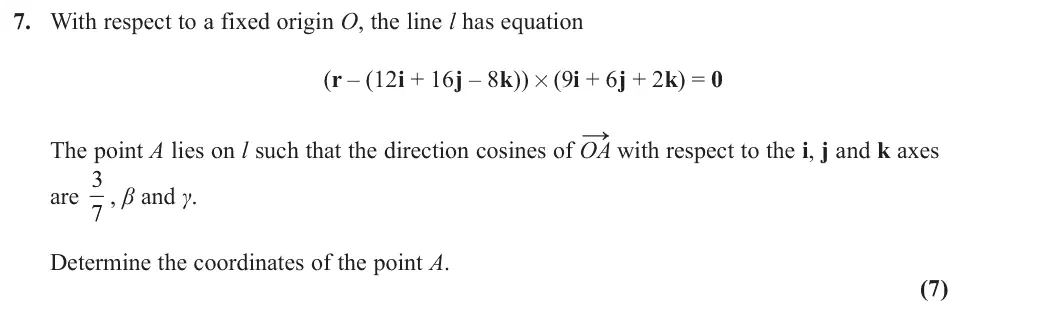 7. With respect to a fixed origin O, the line l has equation
(r – (12i + 16j – 8k)) × (9i + 6j + 2k) = 0
The point A lies on l such that the direction cosines of \overrightarrow{OA} with respect to the i, j and k axes
are 3/7, β and γ.
Determine the coordinates of the point A.
(7)